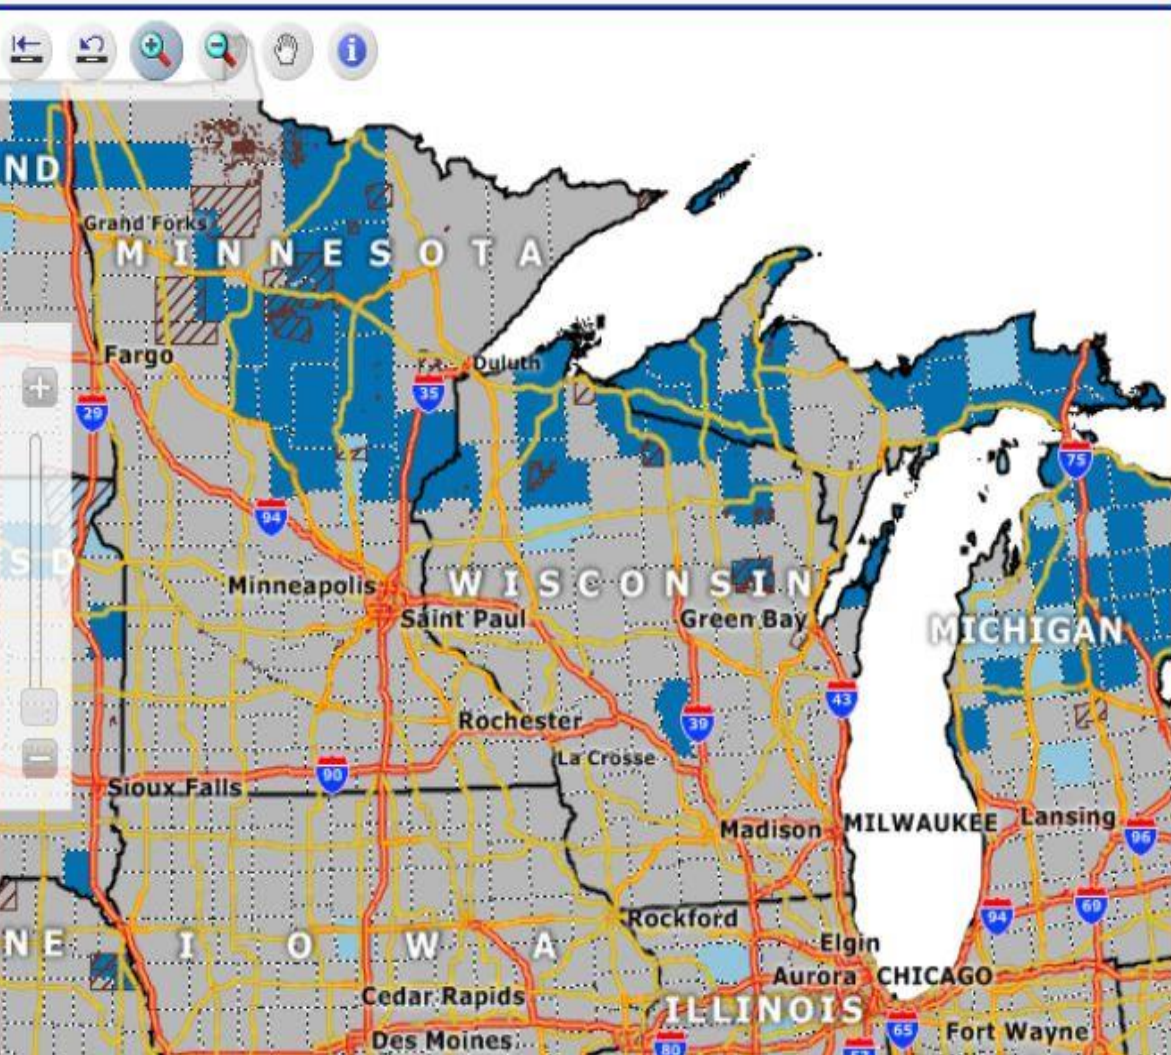 i
ND
Grand Forks
MINNESOTA
Fargo
Duluth
35
29
75
94
SD
Minneapolis
WISCONSIN
Saint Paul
Green Bay
MICHIGAN
43
Rochester
39
La Crosse
90
Sioux Falls
Madison
MILWAUKEE
Lansing
96
94
69
Rockford
NE
IOWA
Elgin
Aurora
CHICAGO
Cedar Rapids
ILLINOIS
65
Fort Wayne
Des Moines
80
57